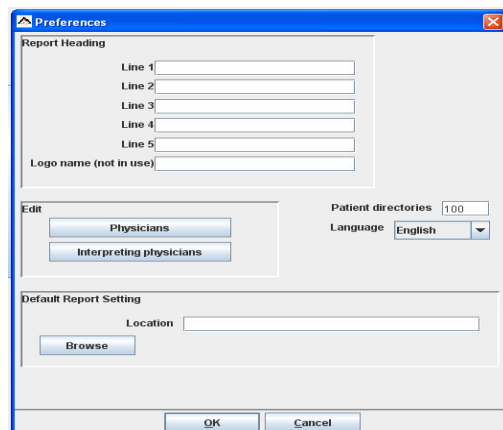 Preferences
Report Heading
Line 1
Line 2
Line 3
Line 4
Line 5
Logo name (not in use)
Edit
Physicians
Interpreting physicians
Patient directories 100
Language English
Default Report Setting
Location
Browse
OK Cancel